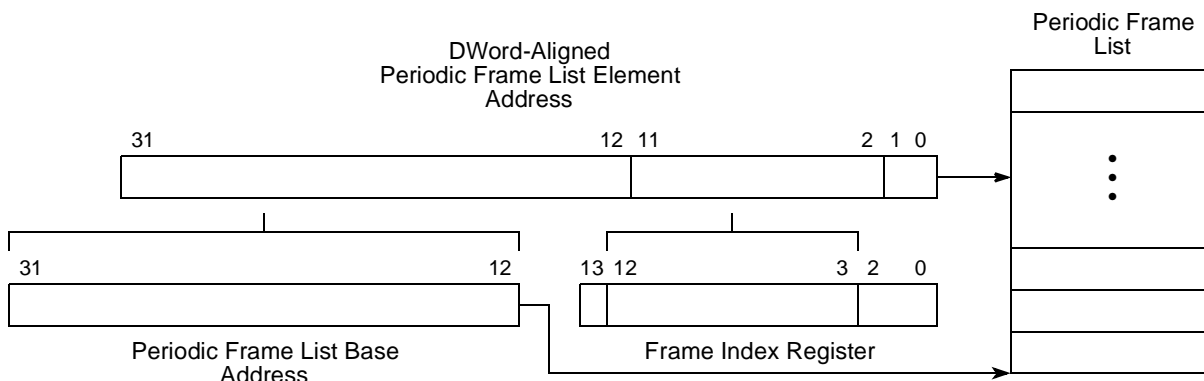 Periodic Frame
List
DWord-Aligned
Periodic Frame List Element
Address
31 12 11 2 1 0
31 12 13 12 3 2 0
Periodic Frame List Base
Address
Frame Index Register